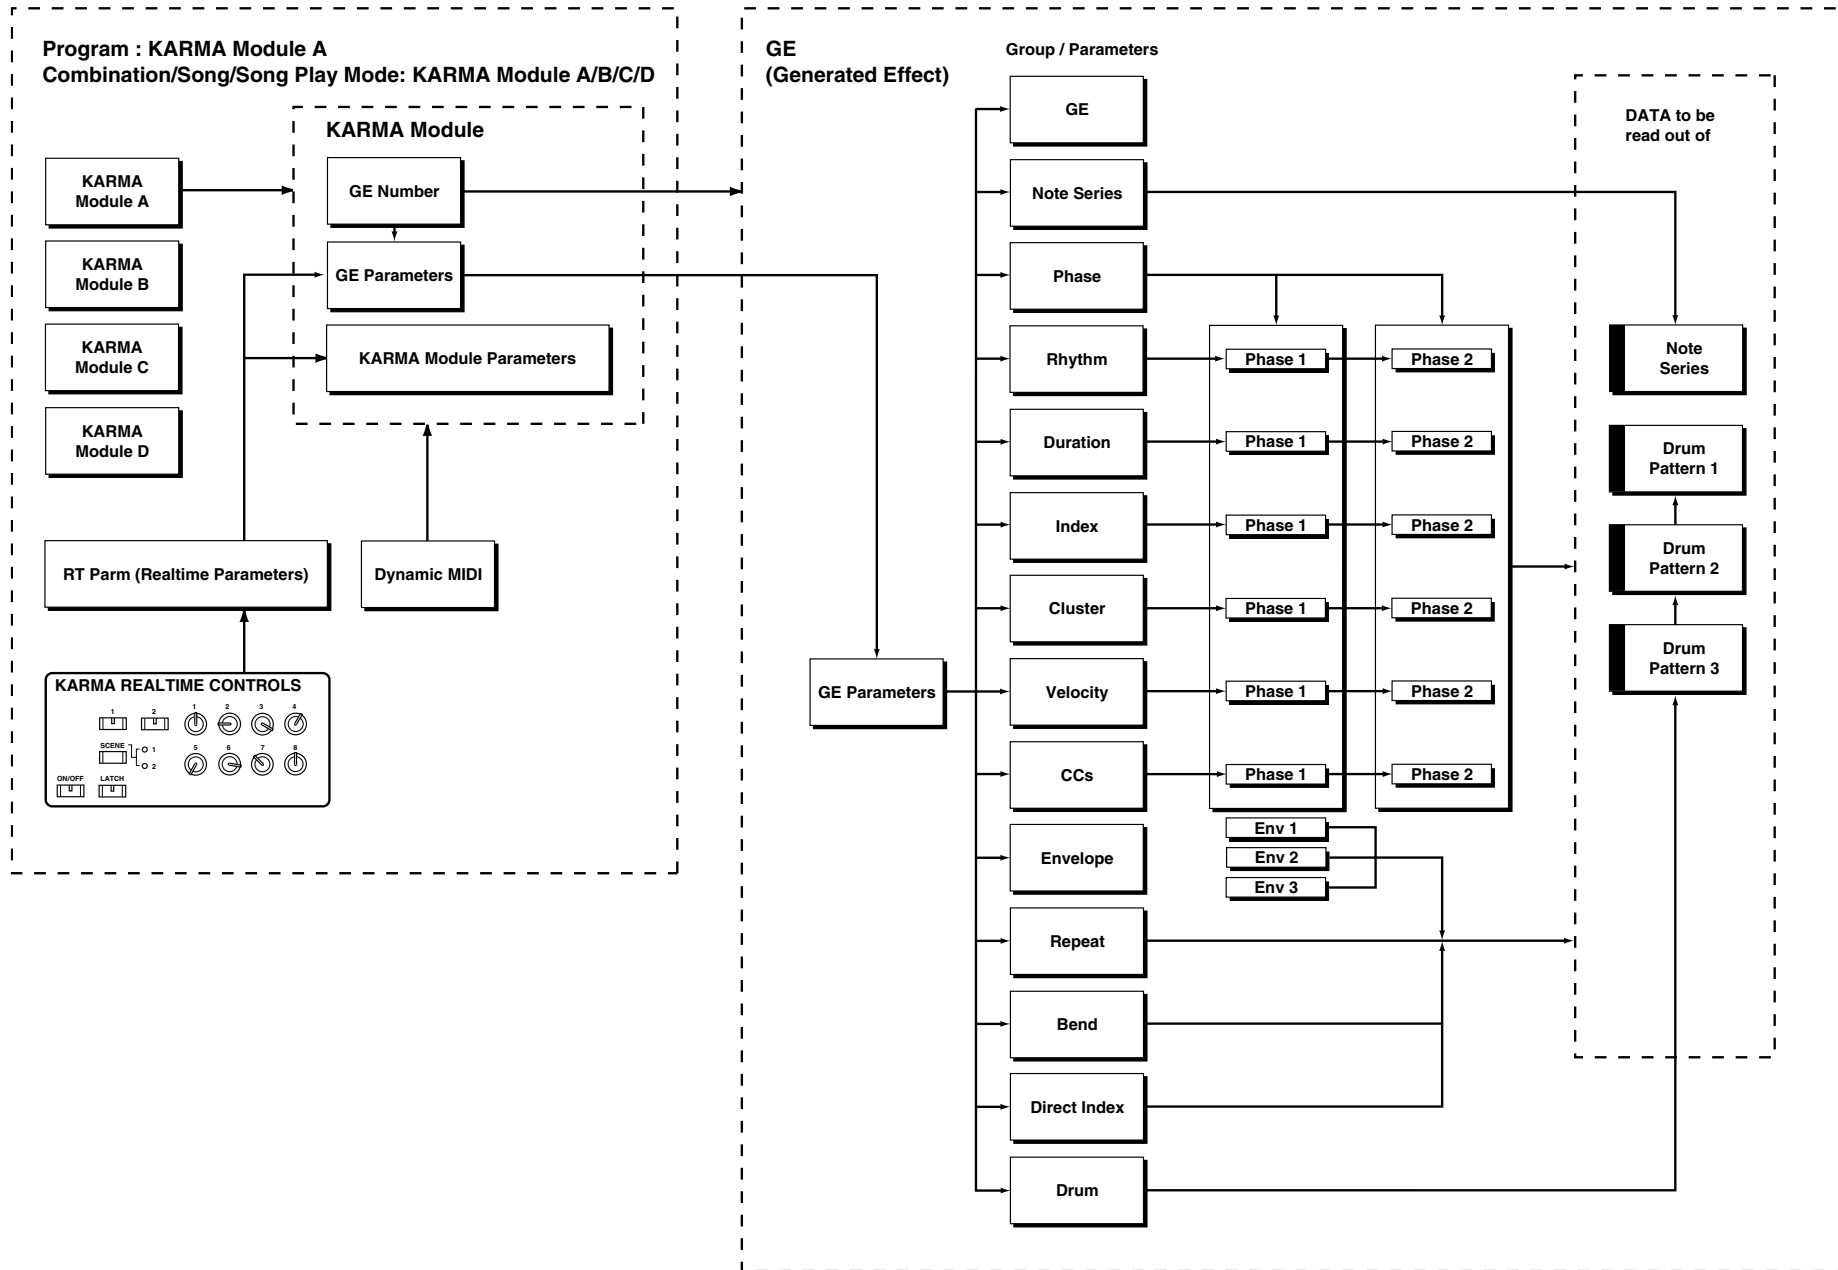 Program : KARMA Module A
Combination/Song/Song Play Mode: KARMA Module A/B/C/D
KARMA Module
KARMA
Module A
KARMA
Module B
KARMA
Module C
KARMA
Module D
GE Number
GE Parameters
KARMA Module Parameters
RT Parm (Realtime Parameters)
Dynamic MIDI
KARMA REALTIME CONTROLS
1
2
1
2
3
4
SCENE
1
2
5
6
7
8
ON/OFF
LATCH
GE
(Generated Effect)
Group / Parameters
GE Parameters
GE
Note Series
Phase
Rhythm
Phase 1
Phase 2
Duration
Phase 1
Phase 2
Index
Phase 1
Phase 2
Cluster
Phase 1
Phase 2
Velocity
Phase 1
Phase 2
CCs
Phase 1
Phase 2
Envelope
Env 1
Env 2
Env 3
Repeat
Bend
Direct Index
Drum
DATA to be
read out of
Note
Series
Drum
Pattern 1
Drum
Pattern 2
Drum
Pattern 3